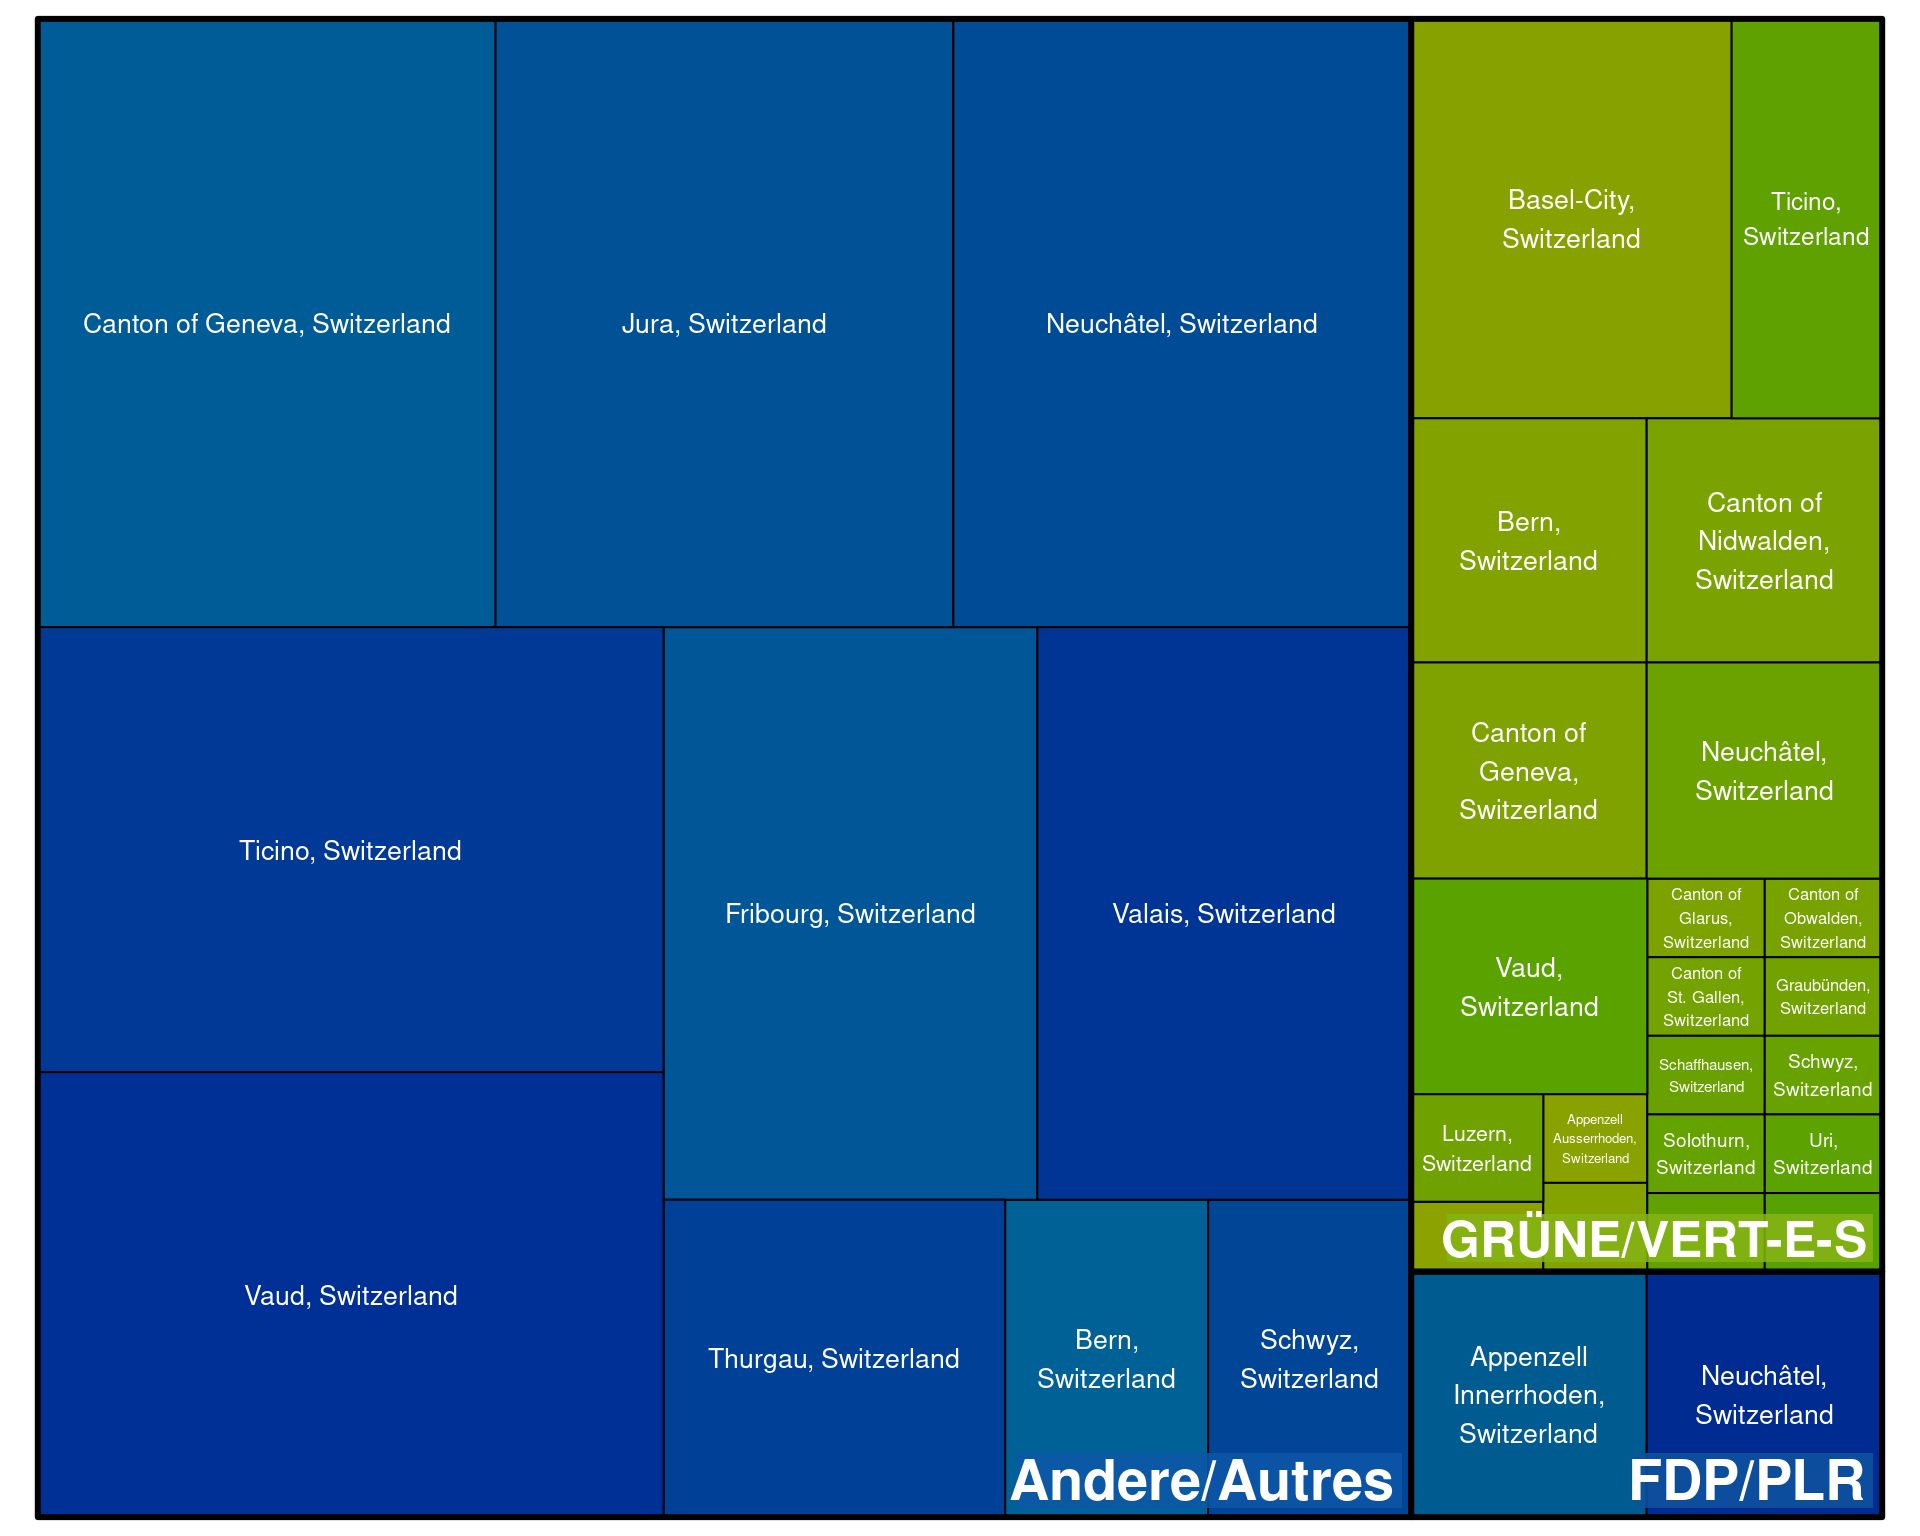 Canton of Geneva, Switzerland
Jura, Switzerland
Neuchâtel, Switzerland
Ticino, Switzerland
Fribourg, Switzerland
Valais, Switzerland
Vaud, Switzerland
Thurgau, Switzerland
Bern,
Switzerland
Schwyz,
Switzerland
Andere/Autres
Basel-City,
Switzerland
Ticino,
Switzerland
Bern,
Switzerland
Canton of
Nidwalden,
Switzerland
Canton of
Geneva,
Switzerland
Neuchâtel,
Switzerland
Vaud,
Switzerland
Canton of
Glarus,
Switzerland
Canton of
Obwalden,
Switzerland
Canton of
St. Gallen,
Switzerland
Graubünden,
Switzerland
Schaffhausen,
Switzerland
Schwyz,
Switzerland
Luzern,
Switzerland
Appenzell
Ausserrhoden,
Switzerland
Solothurn,
Switzerland
Uri,
Switzerland
GRÜNE/VERT-E-S
Appenzell
Innerrhoden,
Switzerland
Neuchâtel,
Switzerland
FDP/PLR